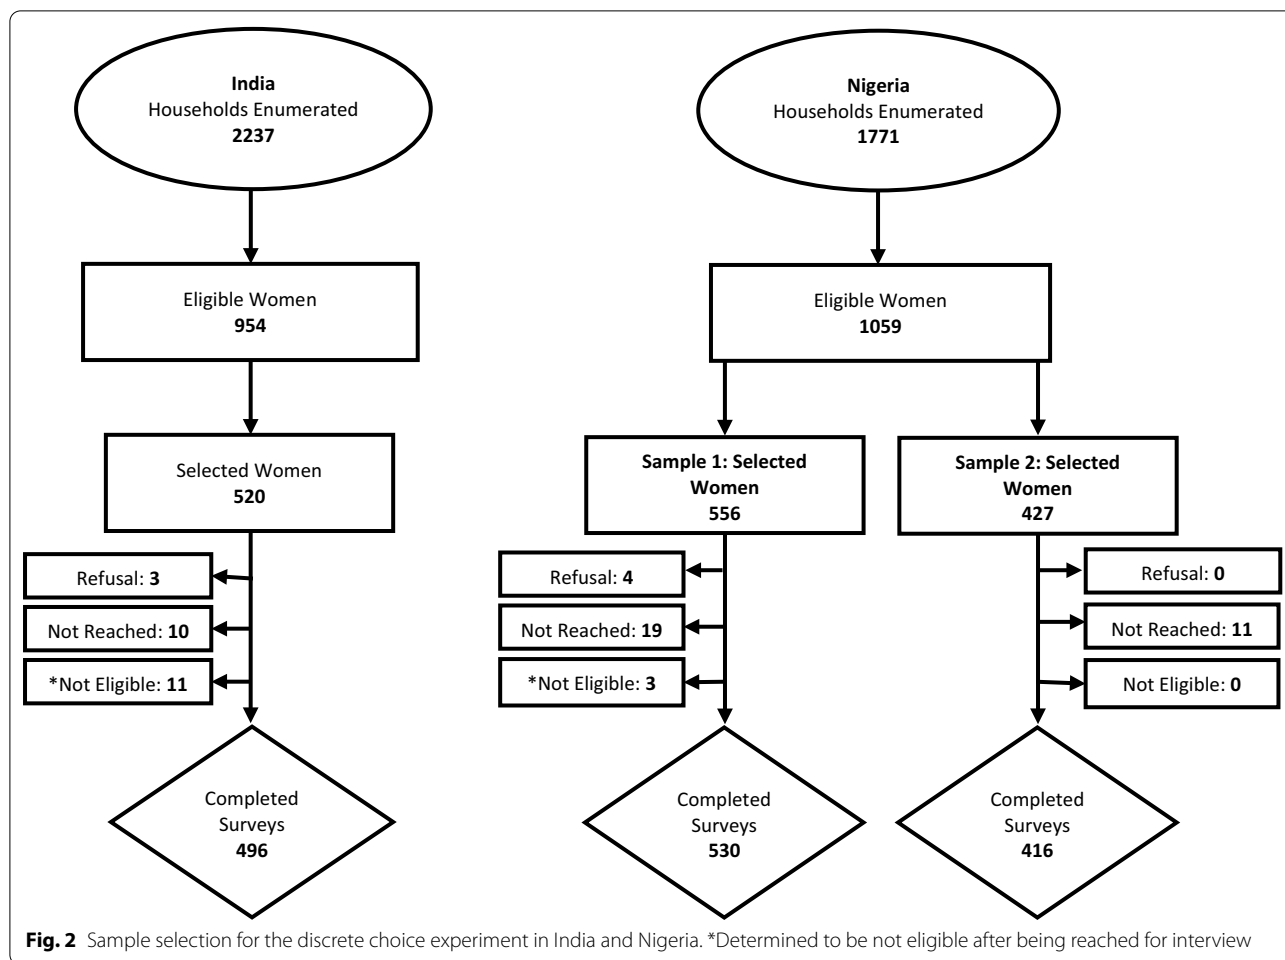 India
Households Enumerated
2237
Eligible Women
954
Selected Women
520
Refusal: 3
Not Reached: 10
*Not Eligible: 11
Completed
Surveys
496
Nigeria
Households Enumerated
1771
Eligible Women
1059
Sample 1: Selected
Women
556
Refusal: 4
Not Reached: 19
*Not Eligible: 3
Completed
Surveys
530
Sample 2: Selected
Women
427
Refusal: 0
Not Reached: 11
Not Eligible: 0
Completed
Surveys
416
Fig. 2 Sample selection for the discrete choice experiment in India and Nigeria. *Determined to be not eligible after being reached for interview